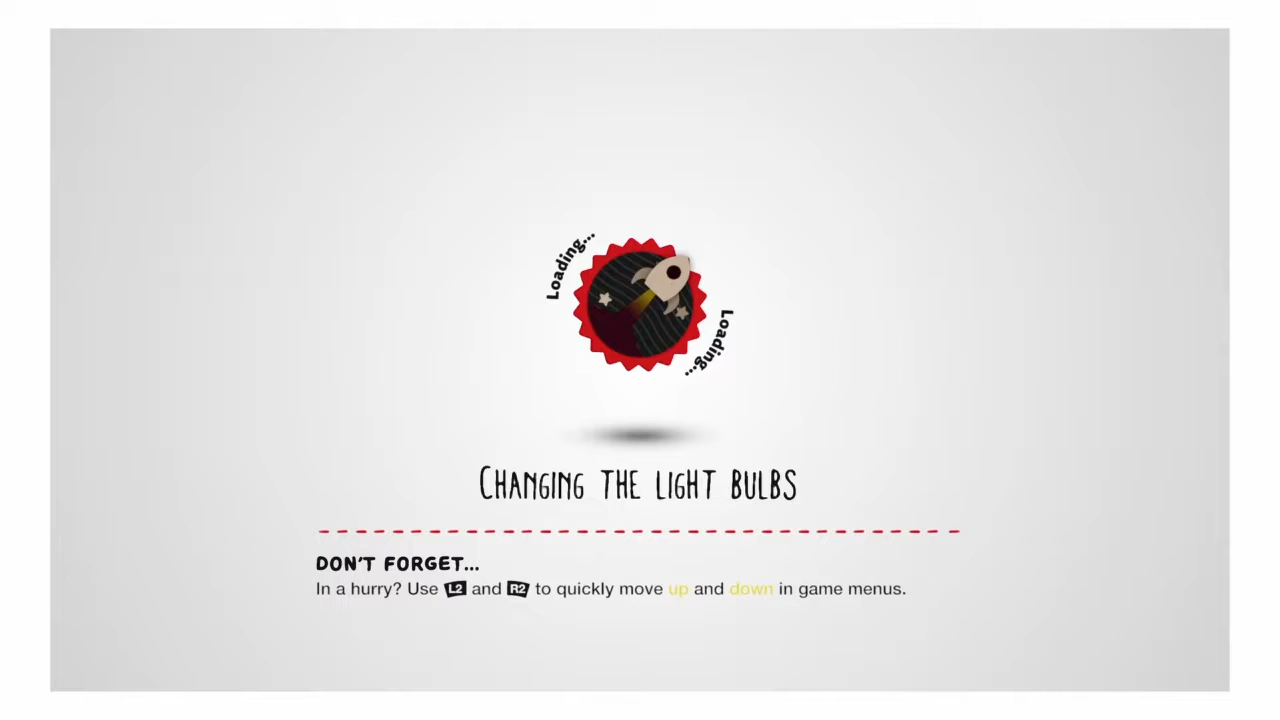 Loading...
Loading...
CHANGING THE LIGHT BULBS
DON'T FORGET...
In a hurry? Use L2 and R2 to quickly move up and down in game menus.